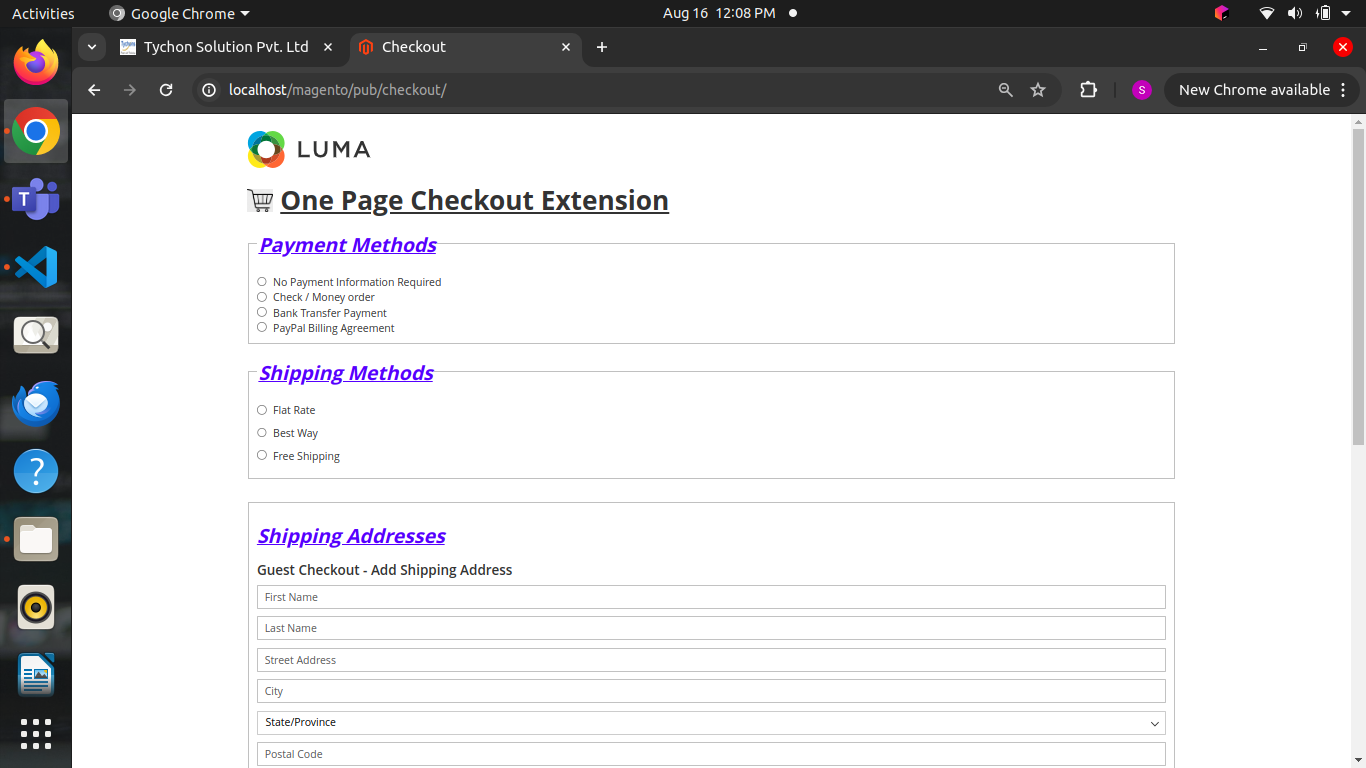 Activities
Google Chrome
Aug 16 12:08 PM
Tychon Solution Pvt. Ltd
Checkout
localhost/magento/pub/checkout/
S
New Chrome available
LUMA
One Page Checkout Extension
Payment Methods
No Payment Information Required
Check / Money order
Bank Transfer Payment
PayPal Billing Agreement
Shipping Methods
Flat Rate
Best Way
Free Shipping
Shipping Addresses
Guest Checkout - Add Shipping Address
First Name
Last Name
Street Address
City
State/Province
Postal Code